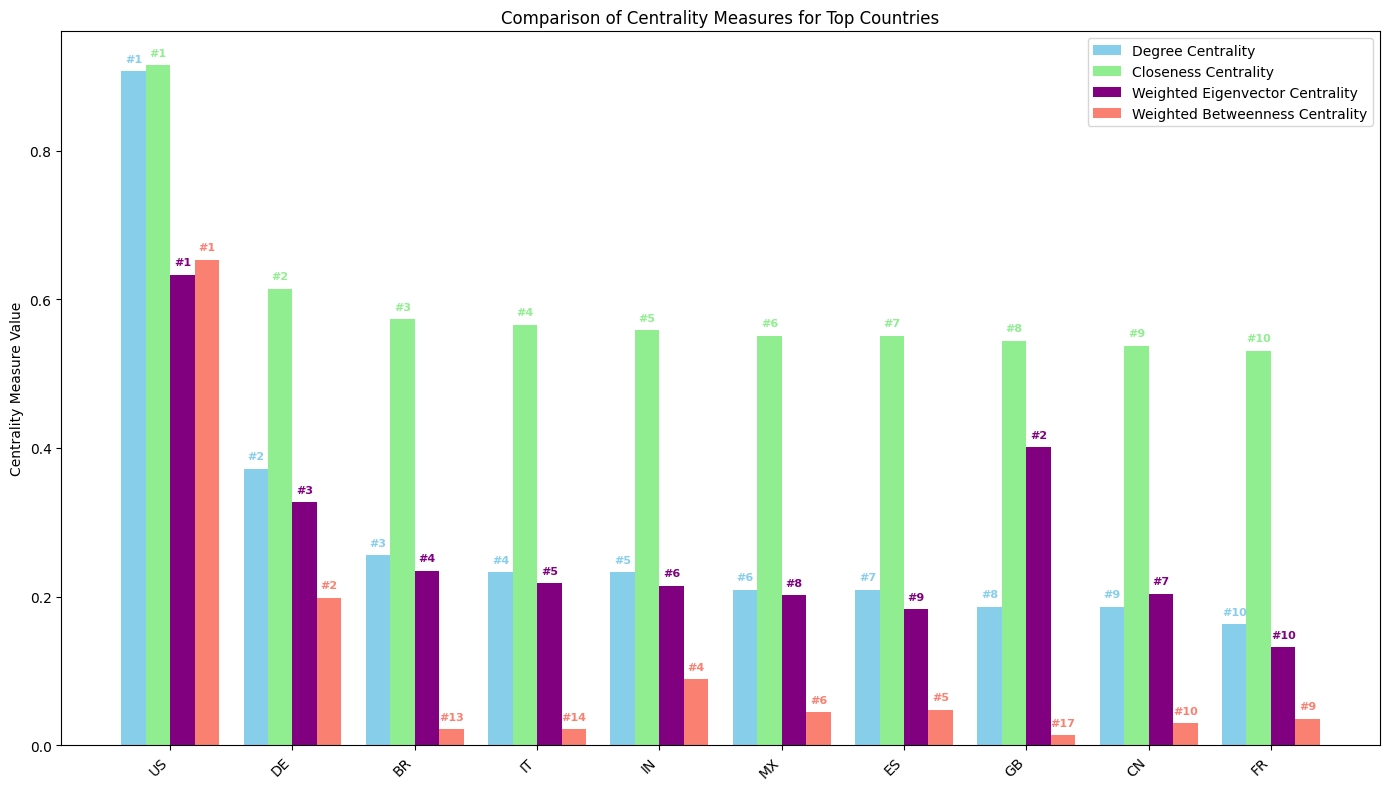 Comparison of Centrality Measures for Top Countries
Degree Centrality
Closeness Centrality
Weighted Eigenvector Centrality
Weighted Betweenness Centrality
Centrality Measure Value
0.8
0.6
0.4
0.2
0.0
#1
#1
#1
#1
#2
#2
#3
#2
#3
#3
#4
#13
#4
#4
#5
#14
#5
#5
#6
#4
#6
#6
#8
#6
#7
#7
#9
#5
#8
#8
#2
#17
#9
#9
#7
#10
#10
#10
#10
#9
US
DE
BR
IT
IN
MX
ES
GB
CN
FR